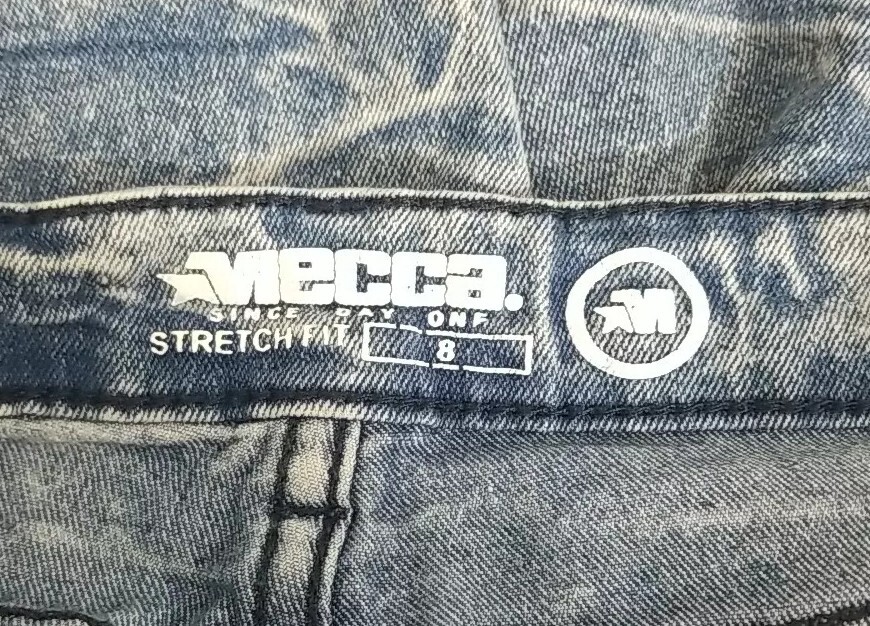 Mecca.
SINCE DAY ONE
STRETCH FIT 8
M